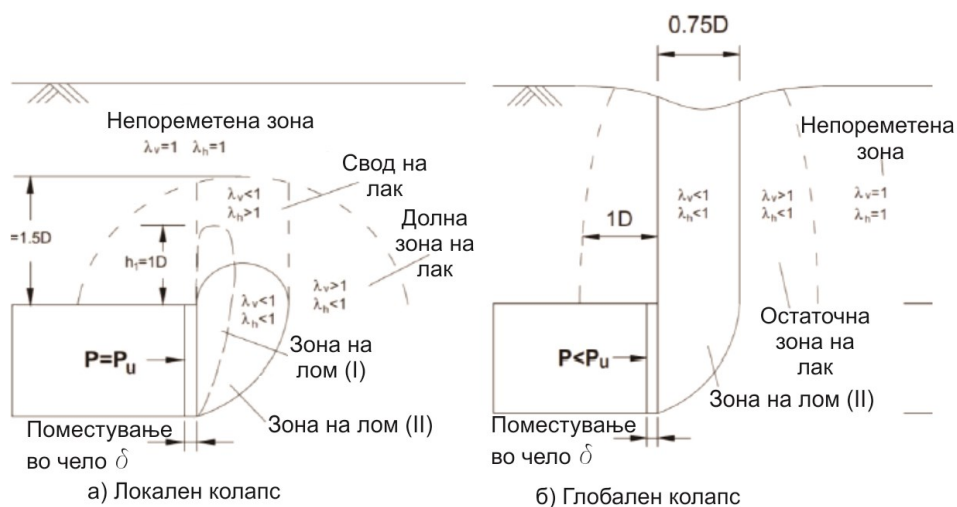 Непореметена зона
λv=1 λh=1
Свод на
лак
λv<1
λh>1
Долна
зона на
лак
=1.5D
h1=1D
λv<1
λh<1
λv>1
λh<1
P=Pu
Зона на
лом (I)
Зона на лом (II)
Поместување
во чело δ
а) Локален колапс
0.75D
Непореметена
зона
λv<1
λh<1
λv>1
λh<1
λv=1
λh=1
1D
Остаточна
зона на
лак
P<Pu
Зона на лом (II)
Поместување
во чело δ
б) Глобален колапс